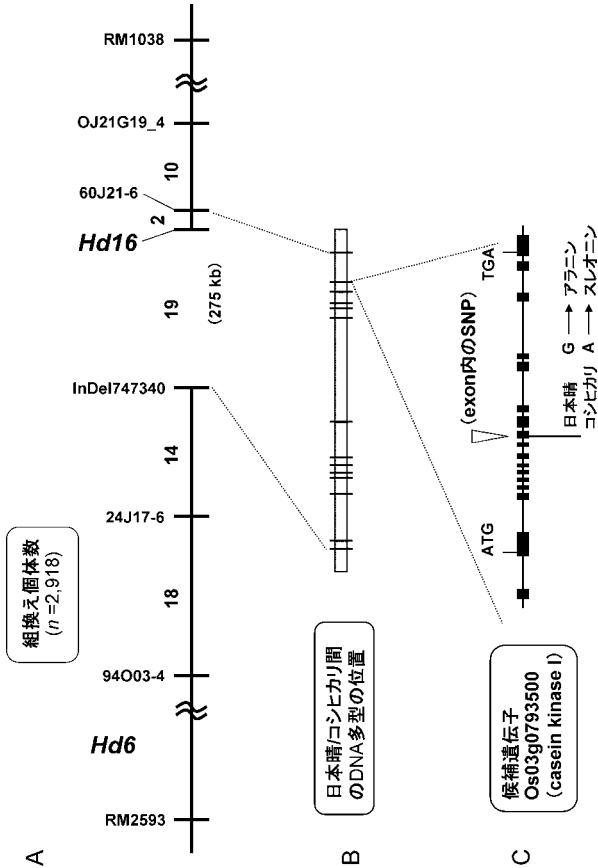 A
組換え個体数
(n =2,918)
RM2593
Hd6
94O03-4
18
24J17-6
14
InDel747340
19
(275 kb)
Hd16
2
60J21-6
10
OJ21G19_4
RM1038
B
日本晴/コシヒカリ間
のDNA多型の位置
C
候補遺伝子
Os03g0793500
(casein kinase I)
ATG
(exon内のSNP)
TGA
日本晴 G → アラニン
コシヒカリ A → スレオニン